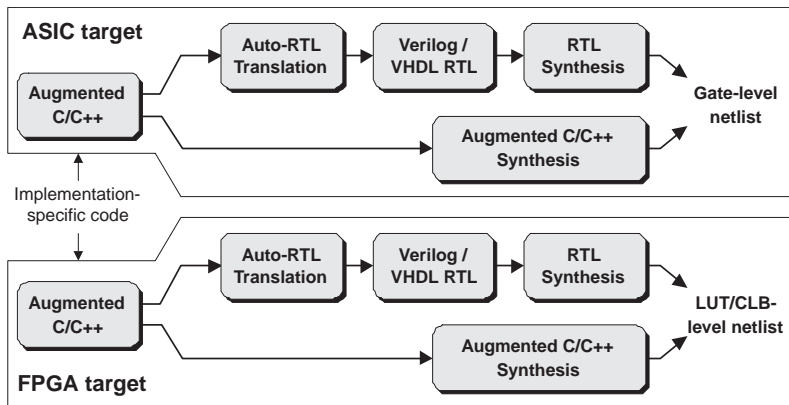 ASIC target
Auto-RTL
Translation
Verilog /
VHDL RTL
RTL
Synthesis
Augmented
C/C++
Gate-level
netlist
Augmented C/C++
Synthesis
Implementation-
specific code
Auto-RTL
Translation
Verilog /
VHDL RTL
RTL
Synthesis
Augmented
C/C++
LUT/CLB-
level netlist
Augmented C/C++
Synthesis
FPGA target